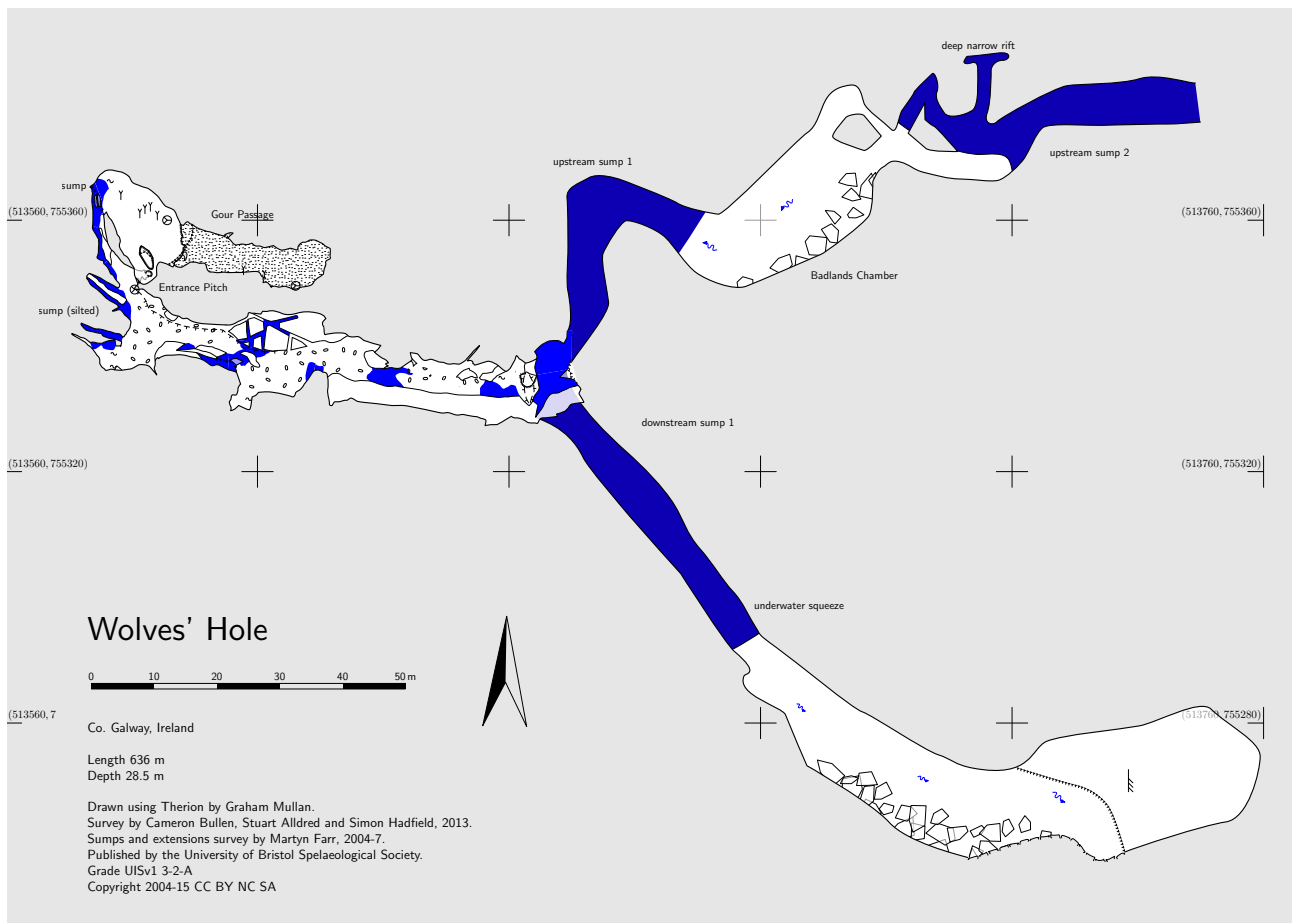 deep narrow rift
upstream sump 1
upstream sump 2
sump
(513560, 755360)
Gour Passage
(513760, 755360)
Badlands Chamber
Entrance Pitch
sump (silted)
downstream sump 1
(513560, 755320)
(513760, 755320)
underwater squeeze
Wolves' Hole
0 10 20 30 40 50 m
(513560, 7
(513760, 755280)
Co. Galway, Ireland
Length 636 m
Depth 28.5 m
Drawn using Therion by Graham Mullan.
Survey by Cameron Bullen, Stuart Alldred and Simon Hadfield, 2013.
Sumps and extensions survey by Martyn Farr, 2004-7.
Published by the University of Bristol Spelaeological Society.
Grade UISv1 3-2-A
Copyright 2004-15 CC BY NC SA